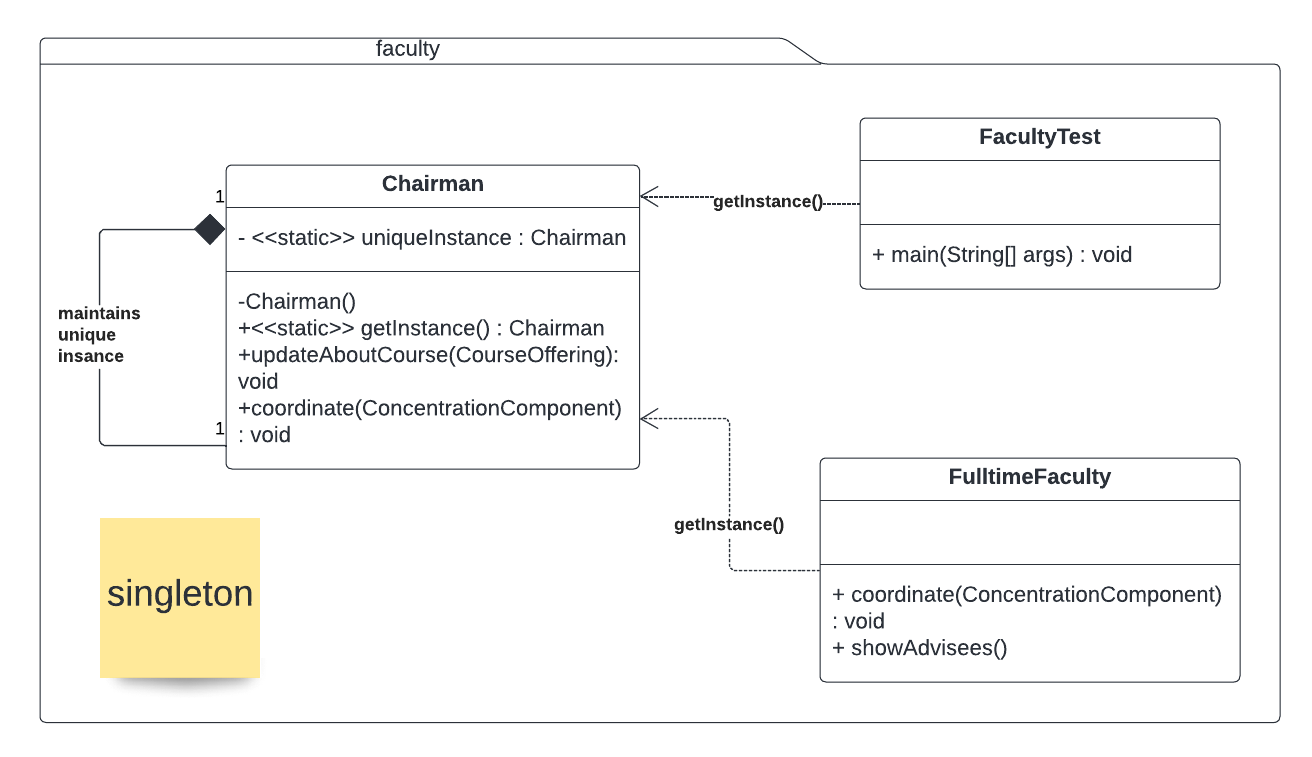 faculty
FacultyTest
+ main(String[] args) : void
getInstance()
Chairman
1
- <<static>> uniqueInstance : Chairman
-Chairman()
+<<static>> getInstance() : Chairman
+updateAboutCourse(CourseOffering):
void
+coordinate(ConcentrationComponent)
: void
maintains
unique
insance
1
getInstance()
FulltimeFaculty
+ coordinate(ConcentrationComponent)
: void
+ showAdvisees()
singleton